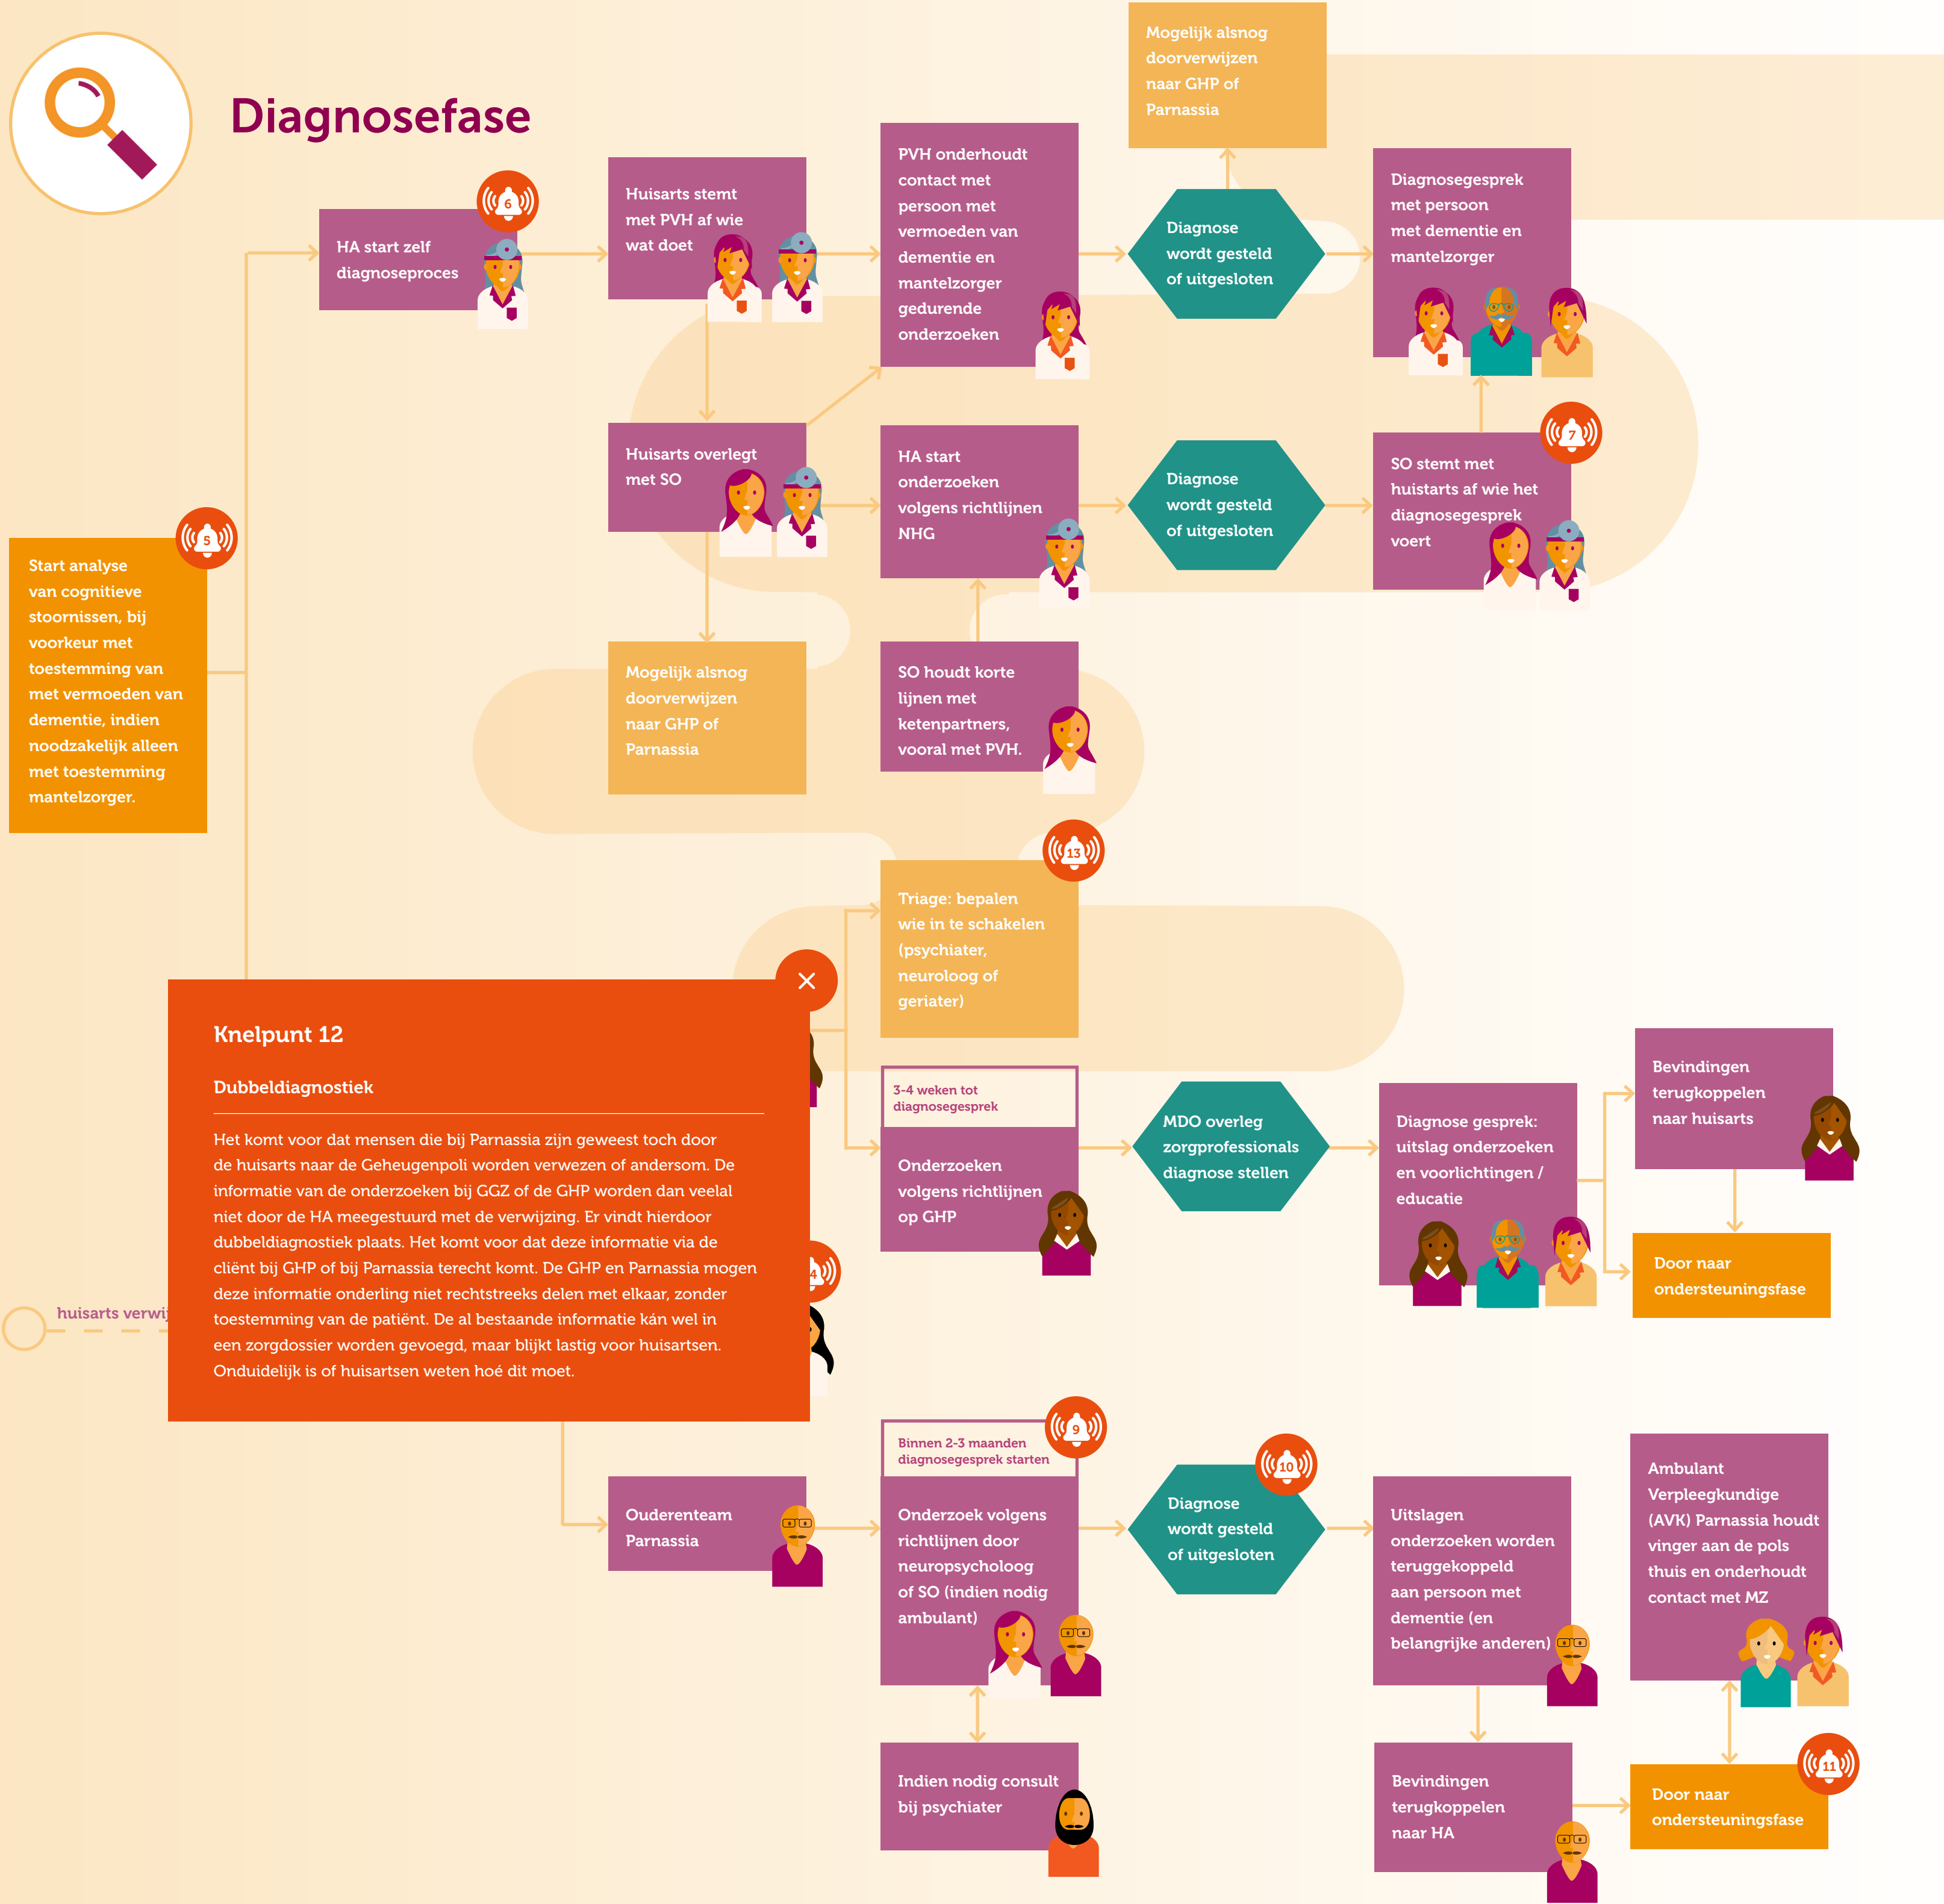 Diagnosefase
Mogelijk alsnog
doorverwijzen
naar GHP of
Parnassia
HA start zelf
diagnoseproces
6
Huisarts stemt
met PVH af wie
wat doet
PVH onderhoudt
contact met
persoon met
vermoeden van
dementie en
mantelzorger
gedurende
onderzoeken
Diagnose
wordt gesteld
of uitgesloten
Diagnosegesprek
met persoon
met dementie en
mantelzorger
Huisarts overlegt
met SO
HA start
onderzoeken
volgens richtlijnen
NHG
Diagnose
wordt gesteld
of uitgesloten
7
SO stemt met
huistarts af wie het
diagnosegesprek
voert
5
Start analyse
van cognitieve
stoornissen, bij
voorkeur met
toestemming van
met vermoeden van
dementie, indien
noodzakelijk alleen
met toestemming
mantelzorger.
Mogelijk alsnog
doorverwijzen
naar GHP of
Parnassia
SO houdt korte
lijnen met
ketenpartners,
vooral met PVH.
13
Triage: bepalen
wie in te schakelen
(psychiater,
neuroloog of
geriater)
Knelpunt 12
Dubbeldiagnostiek
Het komt voor dat mensen die bij Parnassia zijn geweest toch door
de huisarts naar de Geheugenpoli worden verwezen of andersom. De
informatie van de onderzoeken bij GGZ of de GHP worden dan veelal
niet door de HA meegestuurd met de verwijzing. Er vindt hierdoor
dubbeldiagnostiek plaats. Het komt voor dat deze informatie via de
cliënt bij GHP of bij Parnassia terecht komt. De GHP en Parnassia mogen
deze informatie onderling niet rechtstreeks delen met elkaar, zonder
toestemming van de patiënt. De al bestaande informatie kán wel in
een zorgdossier worden gevoegd, maar blijkt lastig voor huisartsen.
Onduidelijk is of huisartsen weten hoé dit moet.
huisarts
4
3-4 weken tot
diagnosegesprek
Onderzoeken
volgens richtlijnen
op GHP
MDO overleg
zorgprofessionals
diagnose stellen
Diagnose gesprek:
uitslag onderzoeken
en voorlichtingen /
educatie
Bevindingen
terugkoppelen
naar huisarts
Door naar
ondersteuningsfase
Ouderenteam
Parnassia
Binnen 2-3 maanden
diagnosegesprek starten
9
Onderzoek volgens
richtlijnen door
neuropsycholoog
of SO (indien nodig
ambulant)
10
Diagnose
wordt gesteld
of uitgesloten
Uitslagen
onderzoeken worden
teruggekoppeld
aan persoon met
dementie (en
belangrijke anderen)
Ambulant
Verpleegkundige
(AVK) Parnassia houdt
vinger aan de pols
thuis en onderhoudt
contact met MZ
Indien nodig consult
bij psychiater
Bevindingen
terugkoppelen
naar HA
11
Door naar
ondersteuningsfase